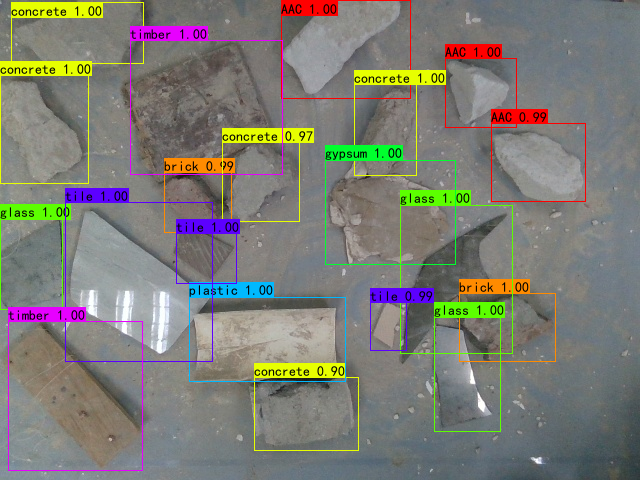 concrete 1.00
AAC 1.00
timber 1.00
AAC 1.00
concrete 1.00
concrete 1.00
AAC 0.99
concrete 0.97
gypsum 1.00
brick 0.99
tile 1.00
glass 1.00
glass 1.00
tile 1.00
plastic 1.00
brick 1.00
tile 0.99
glass 1.00
timber 1.00
concrete 0.90